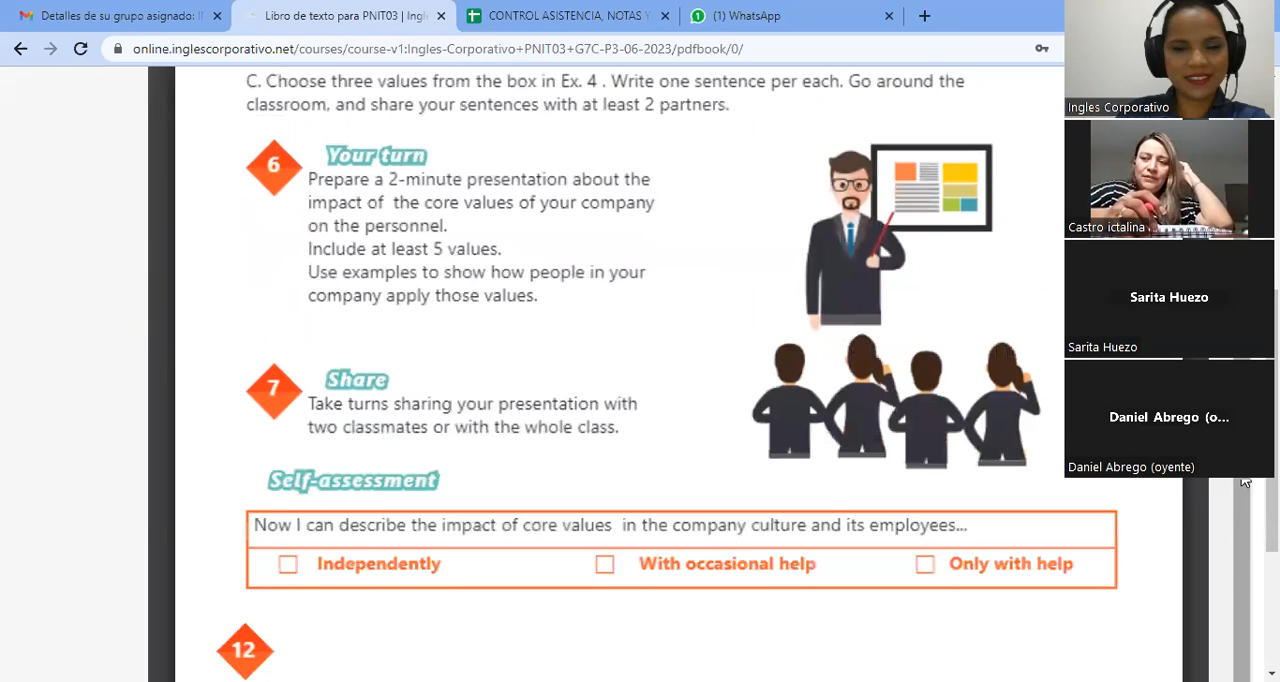 Detalles de su grupo asignado: II
Libro de texto para PNIT03 | Ingle
CONTROL ASISTENCIA, NOTAS Y
(1) WhatsApp
online.inglescorporativo.net/courses/course-v1:Ingles-Corporativo+PNIT03+G7C-P3-06-2023/pdfbook/0/
C. Choose three values from the box in Ex. 4 . Write one sentence per each. Go around the
classroom, and share your sentences with at least 2 partners.
6
Your turn
Prepare a 2-minute presentation about the
impact of the core values of your company
on the personnel.
Include at least 5 values.
Use examples to show how people in your
company apply those values.
7
Share
Take turns sharing your presentation with
two classmates or with the whole class.
Self-assessment
Now I can describe the impact of core values in the company culture and its employees...
Independently
With occasional help
Only with help
12
Ingles Corporativo
Castro ictalina
Sarita Huezo
Sarita Huezo
Daniel Abrego (o...
Daniel Abrego (oyente)